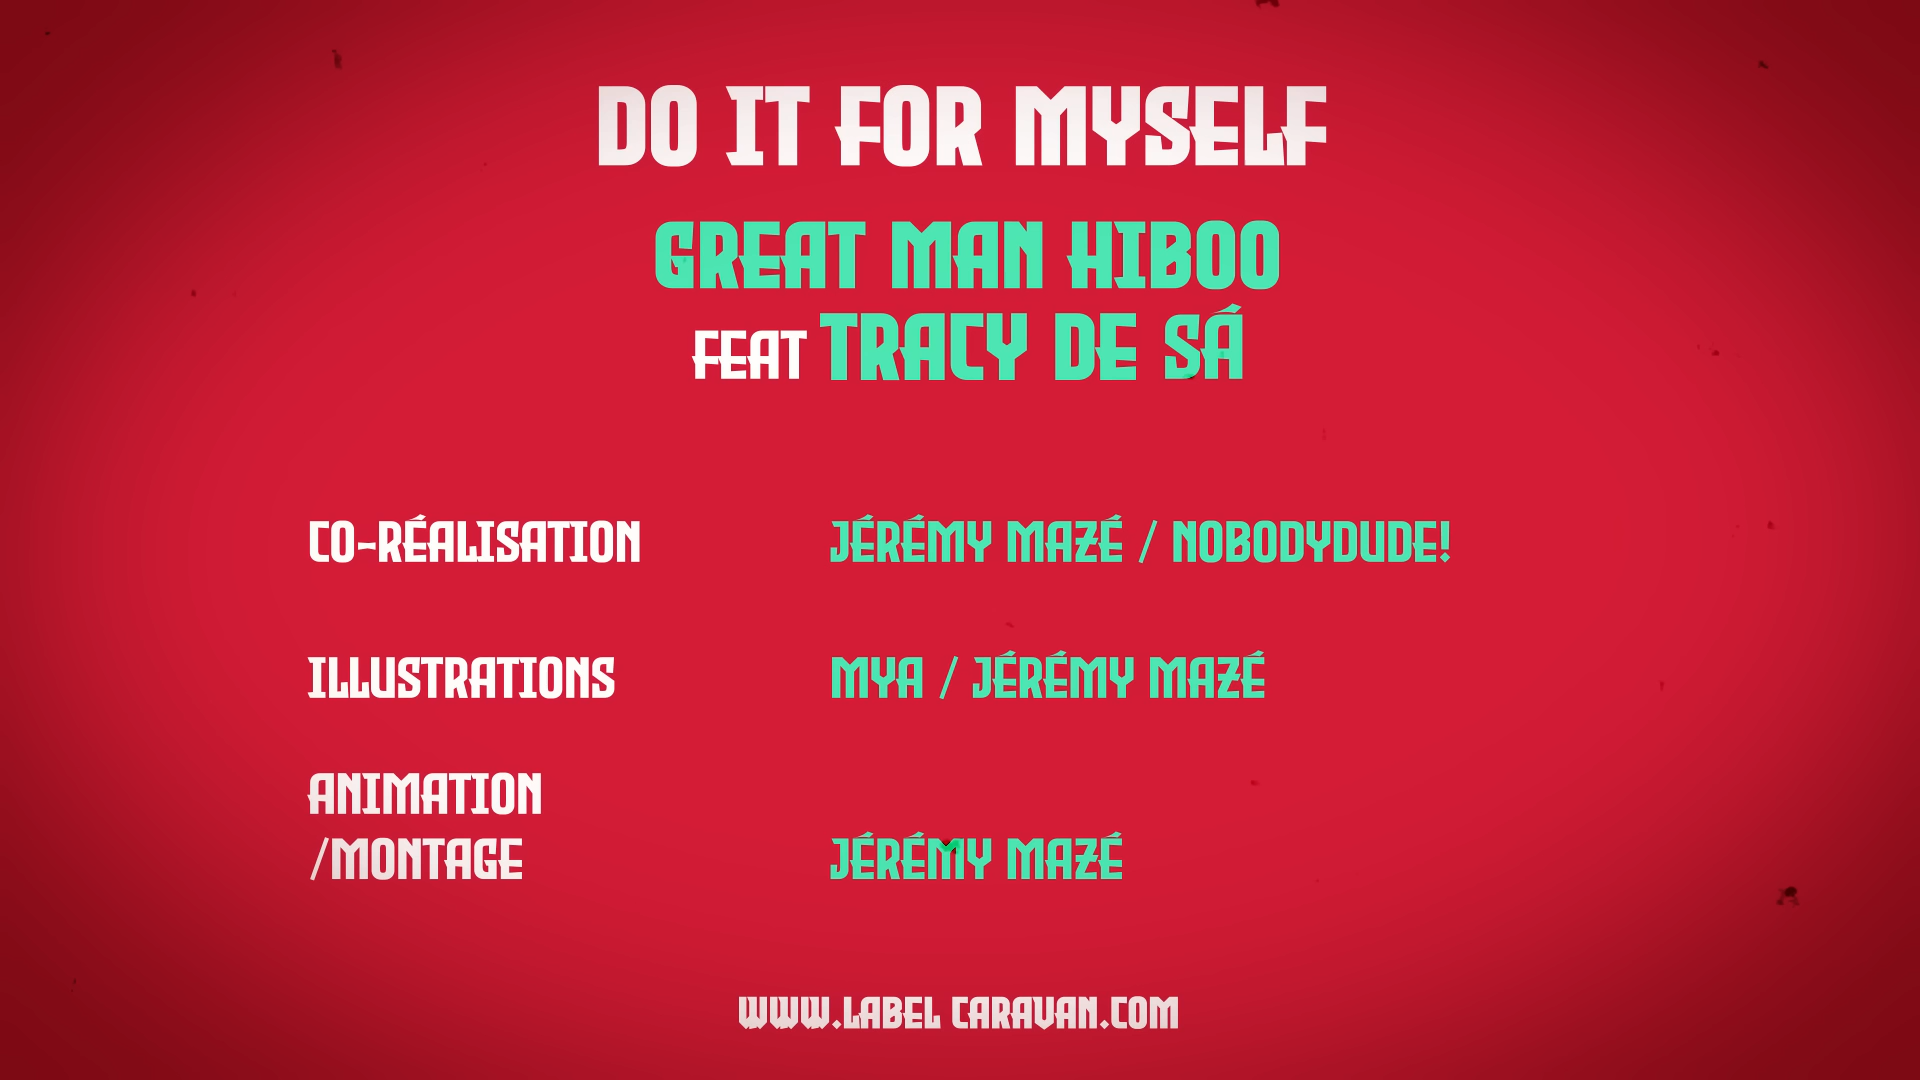 DO IT FOR MYSELF
GREAT MAN HIBOO
FEAT TRACY DE SÁ
CO-RÉALISATION JÉRÉMY MAZÉ / NOBODYDUDE!
ILLUSTRATIONS MYA / JÉRÉMY MAZÉ
ANIMATION
/MONTAGE JÉRÉMY MAZÉ
WWW.LABEL CARAVAN.COM